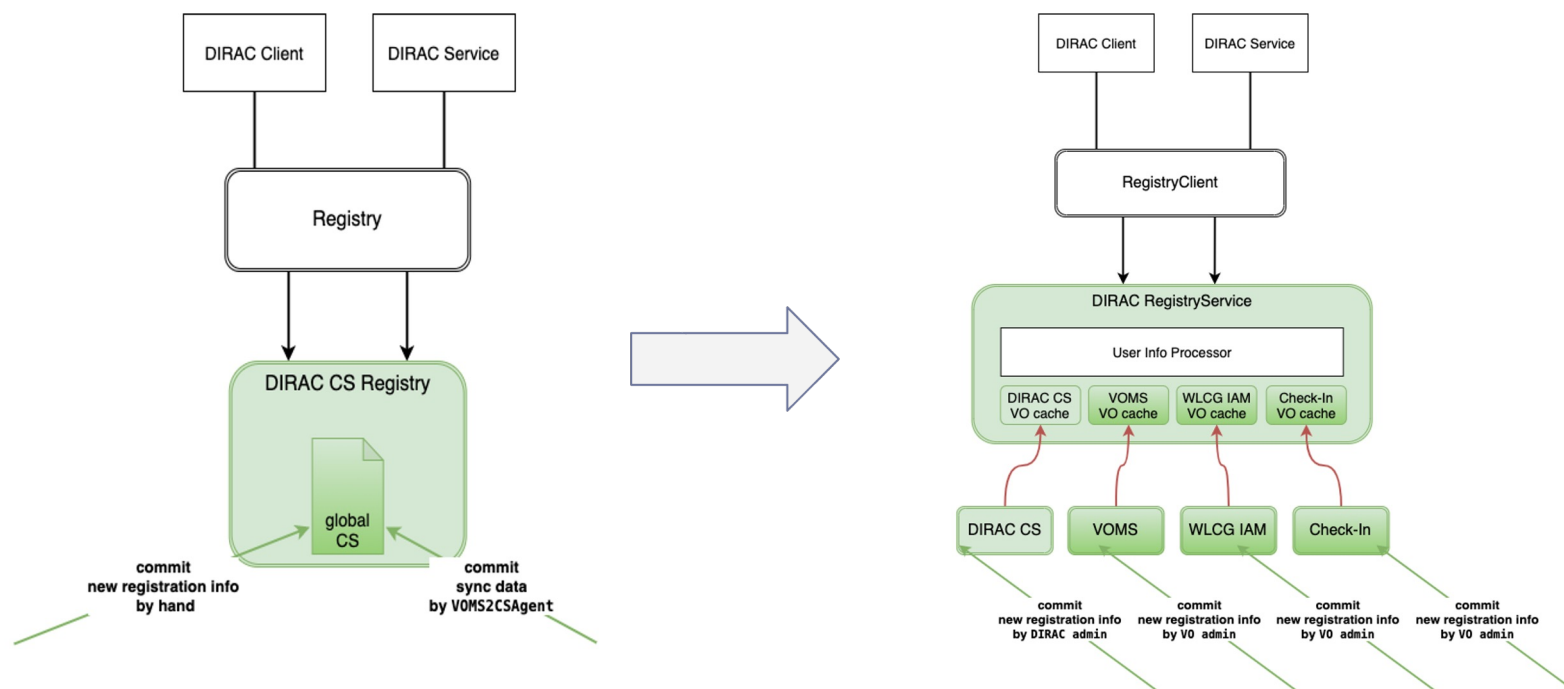 DIRAC Client
DIRAC Service
Registry
DIRAC CS Registry
global
CS
commit
new registration info
by hand
commit
sync data
by VOMS2CSAgent
DIRAC Client
DIRAC Service
RegistryClient
DIRAC RegistryService
User Info Processor
DIRAC CS
VO cache
VOMS
VO cache
WLCG IAM
VO cache
Check-In
VO cache
DIRAC CS
VOMS
WLCG IAM
Check-In
commit
new registration info
by DIRAC admin
commit
new registration info
by VO admin
commit
new registration info
by VO admin
commit
new registration info
by VO admin